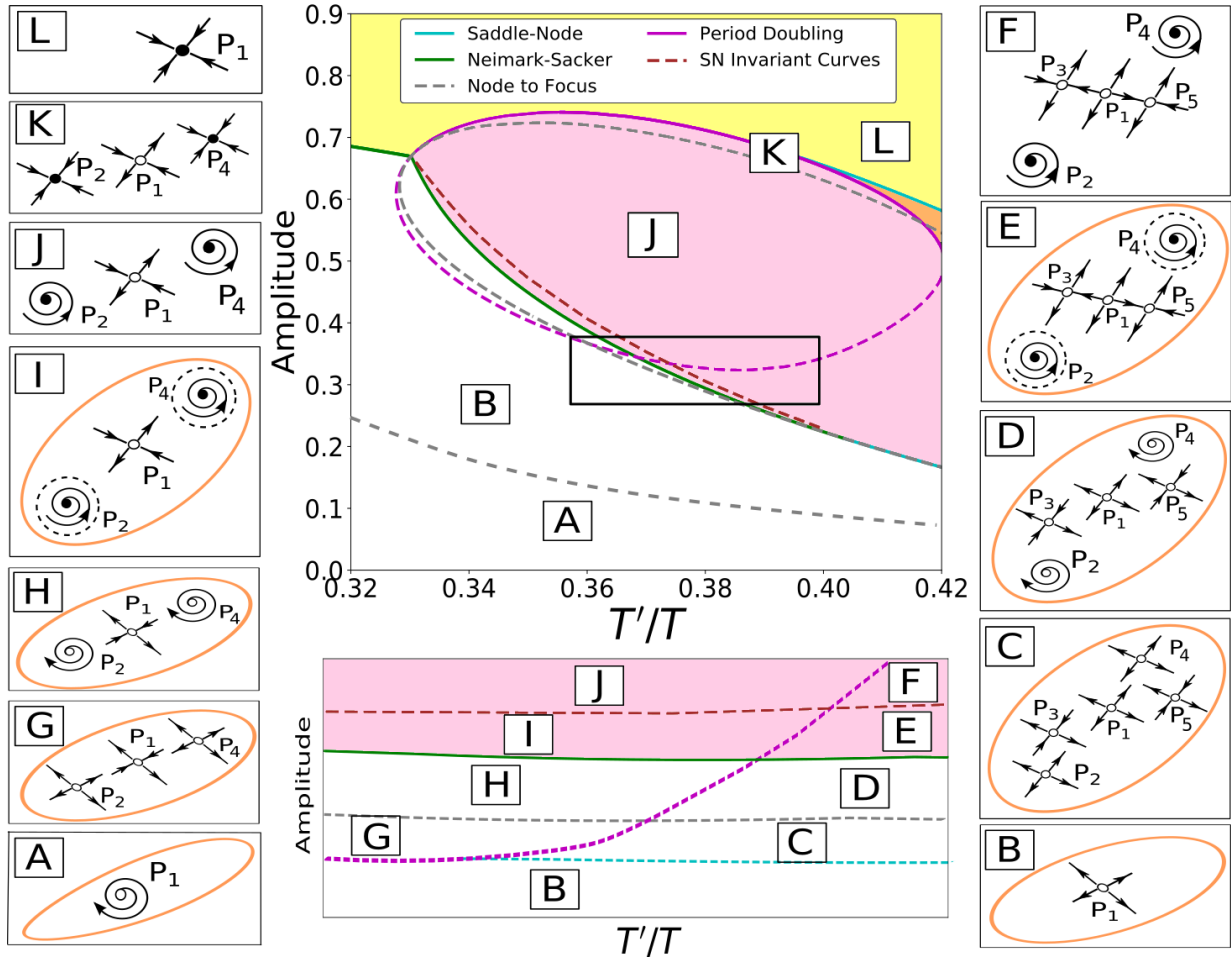 L
P1
K
P2
P1
P4
J
P2
P1
P4
I
P4
P1
P2
H
P1
P2
P4
G
P1
P2
P4
A
P1
0.9
0.8
0.7
0.6
0.5
0.4
0.3
0.2
0.1
0.0
Amplitude
Saddle-Node
Neimark-Sacker
Node to Focus
Period Doubling
SN Invariant Curves
K
L
J
B
A
0.32
0.34
0.36
0.38
0.40
0.42
T′/T
Amplitude
J
F
I
E
H
D
G
C
B
T′/T
F
P4
P3
P1
P5
P2
E
P4
P3
P1
P5
P2
D
P4
P3
P1
P5
P2
C
P4
P3
P1
P5
P2
B
P1